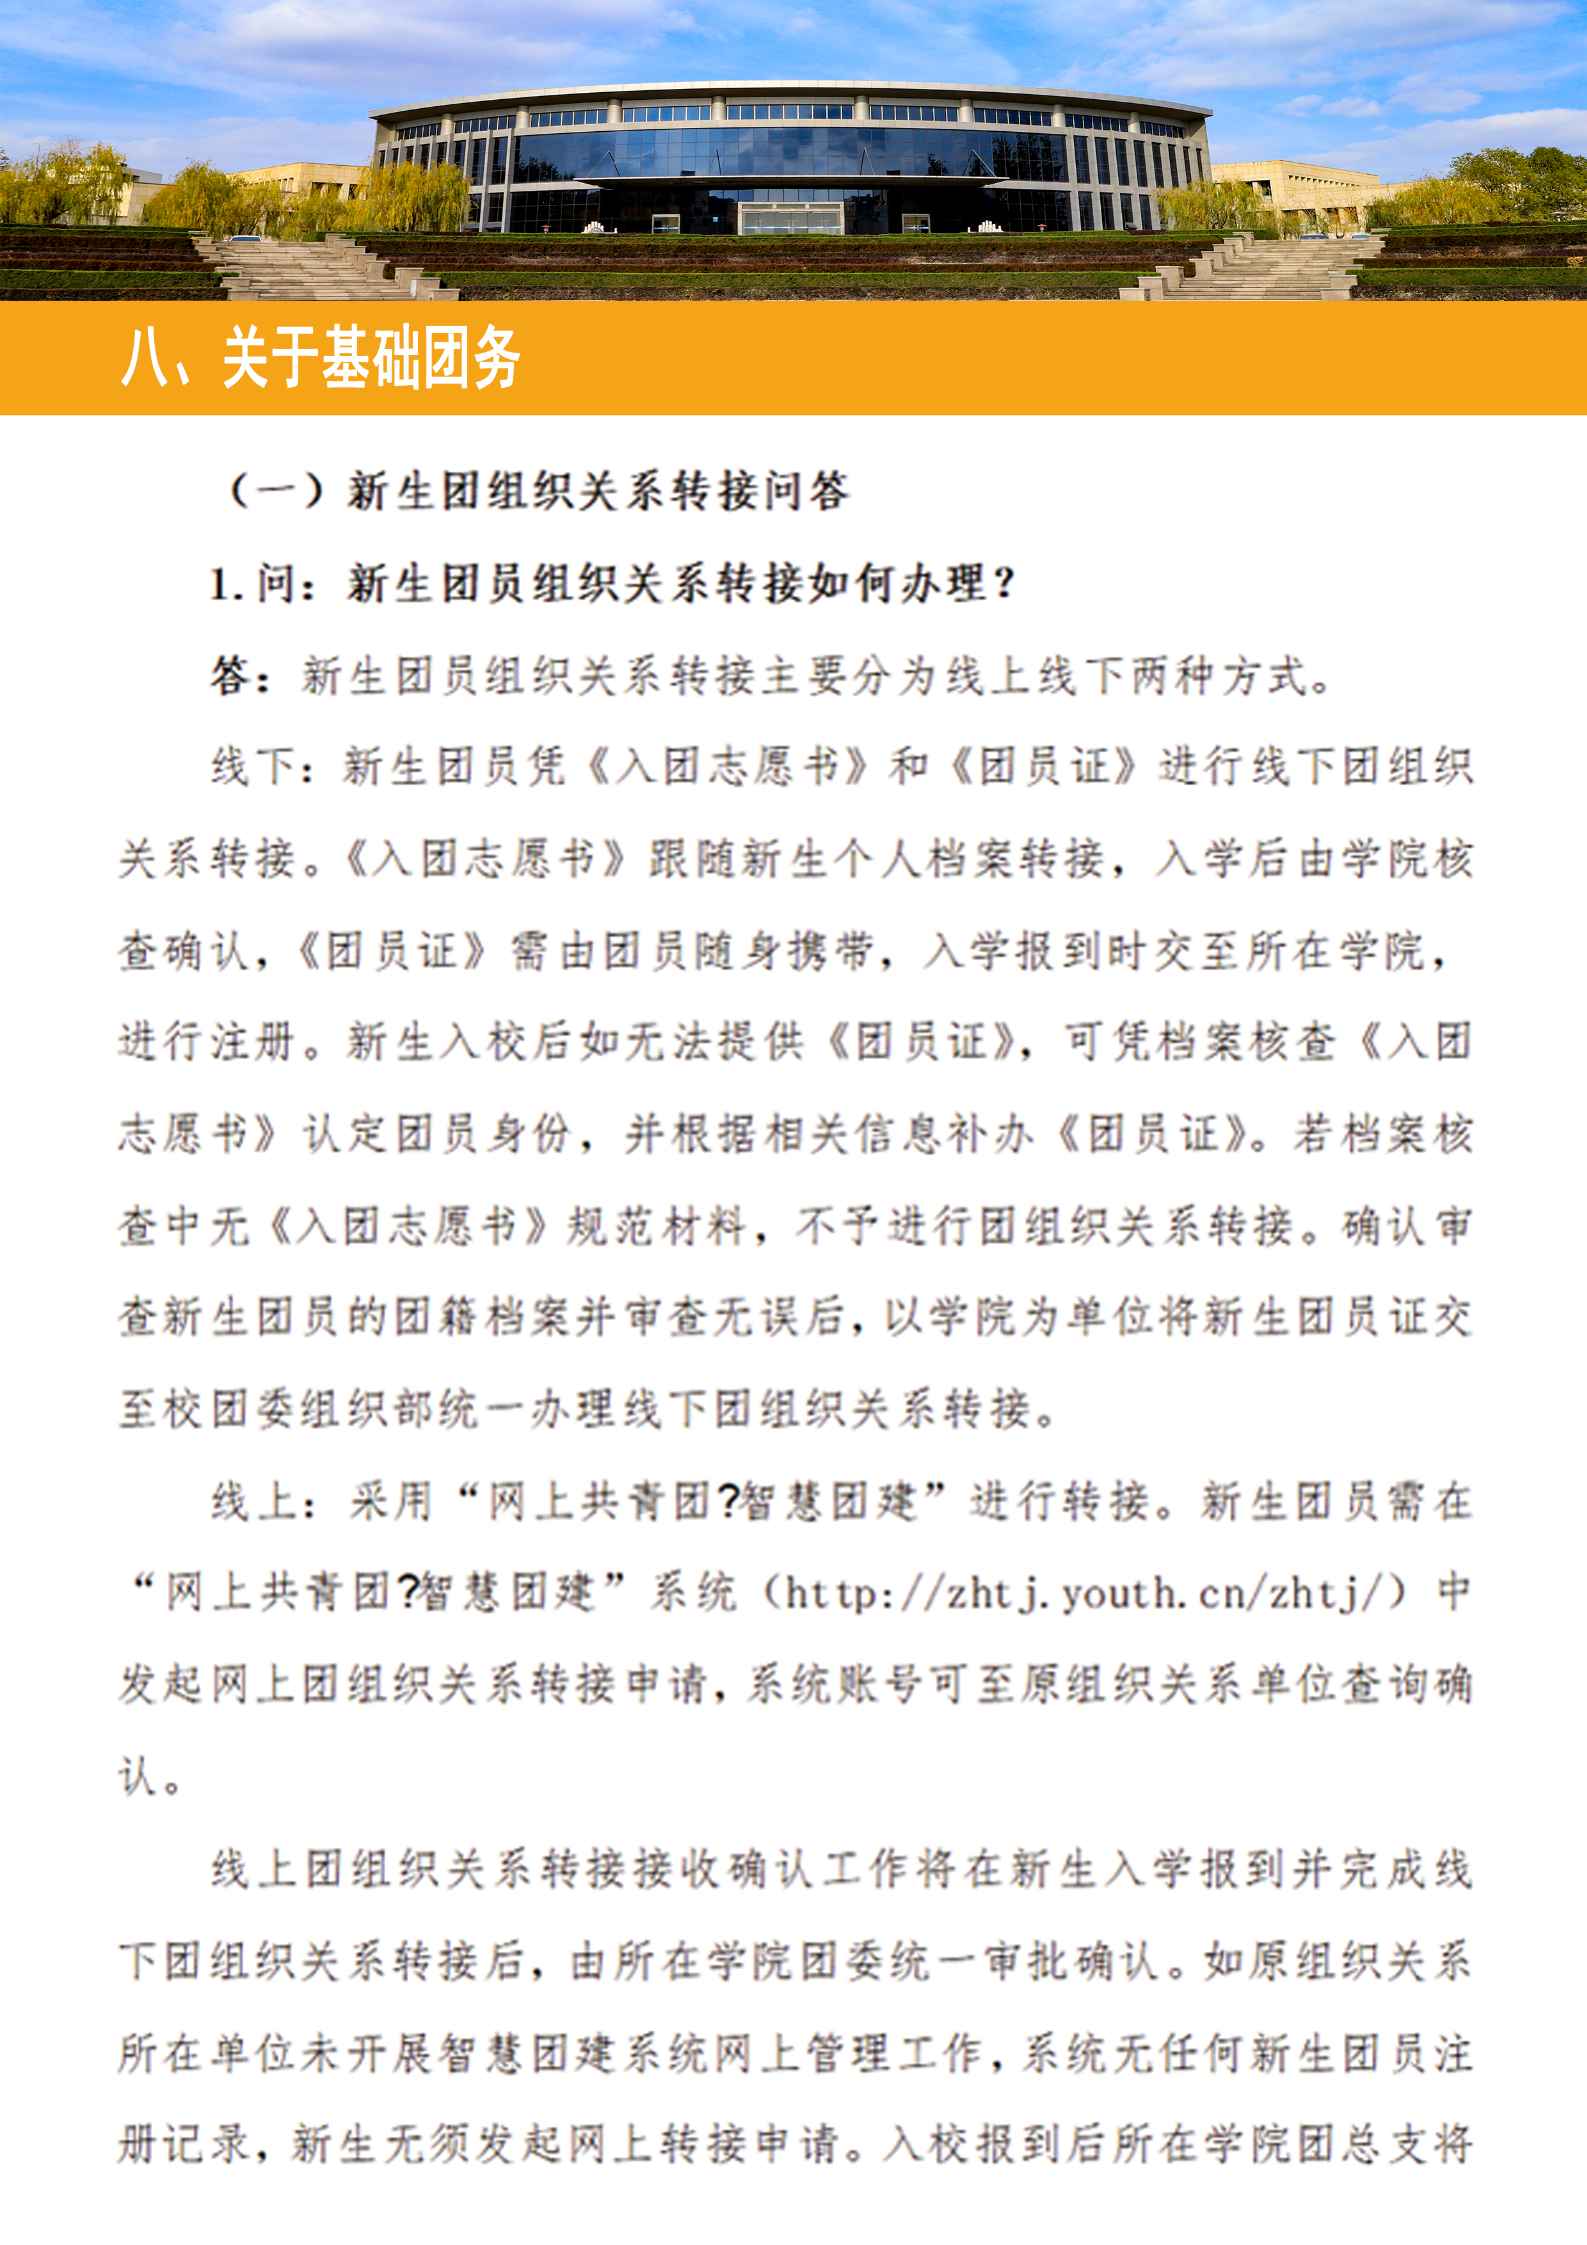 八、关于基础团务
（一）新生团组织关系转接问答
1.问：新生团员组织关系转接如何办理？
答：新生团员组织关系转接主要分为线上线下两种方式。
线下：新生团员凭《入团志愿书》和《团员证》进行线下团组织
关系转接。《入团志愿书》跟随新生个人档案转接，入学后由学院核
查确认，《团员证》需由团员随身携带，入学报到时交至所在学院，
进行注册。新生入校后如无法提供《团员证》，可凭档案核查《入团
志愿书》认定团员身份，并根据相关信息补办《团员证》。若档案核
查中无《入团志愿书》规范材料，不予进行团组织关系转接。确认审
查新生团员的团籍档案并审查无误后，以学院为单位将新生团员证交
至校团委组织部统一办理线下团组织关系转接。
线上：采用“网上共青团?智慧团建”进行转接。新生团员需在
“网上共青团?智慧团建”系统（http://zhtj.youth.cn/zhtj/）中
发起网上团组织关系转接申请，系统账号可至原组织关系单位查询确
认。
线上团组织关系转接接收确认工作将在新生入学报到并完成线
下团组织关系转接后，由所在学院团委统一审批确认。如原组织关系
所在单位未开展智慧团建系统网上管理工作，系统无任何新生团员注
册记录，新生无须发起网上转接申请。入校报到后所在学院团总支将